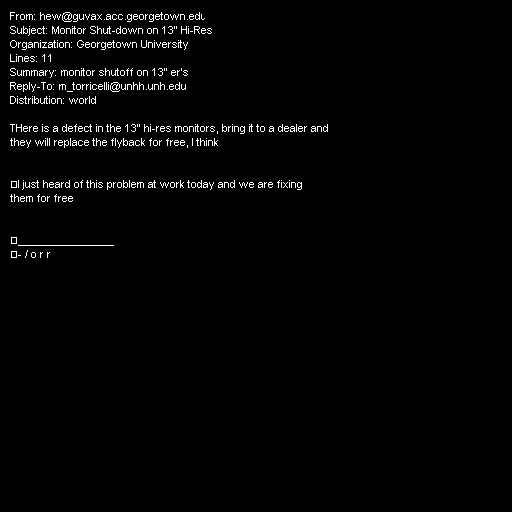 From: hew@guvax.acc.georgetown.edu
Subject: Monitor Shut-down on 13" Hi-Res
Organization: Georgetown University
Lines: 11
Summary: monitor shutoff on 13" er's
Reply-To: m_torricelli@unhh.unh.edu
Distribution: world
THere is a defect in the 13" hi-res monitors, bring it to a dealer and
they will replace the flyback for free, I think
I just heard of this problem at work today and we are fixing
them for free
________________
- / o r r